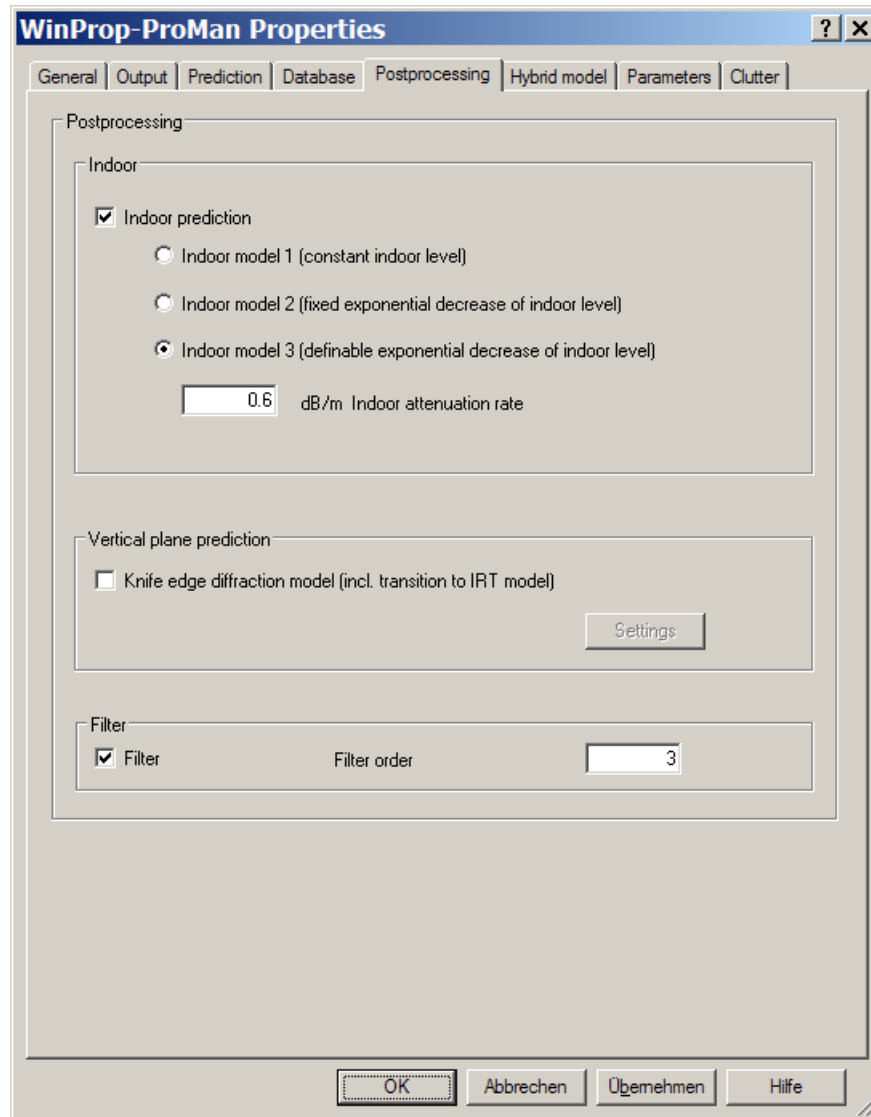 WinProp-ProMan Properties
General Output Prediction Database Postprocessing Hybrid model Parameters Clutter
Postprocessing
Indoor
Indoor prediction
Indoor model 1 (constant indoor level)
Indoor model 2 (fixed exponential decrease of indoor level)
Indoor model 3 (definable exponential decrease of indoor level)
0.6 dB/m Indoor attenuation rate
Vertical plane prediction
Knife edge diffraction model (incl. transition to IRT model)
Settings
Filter
Filter Filter order 3
OK Abbrechen Übernehmen Hilfe